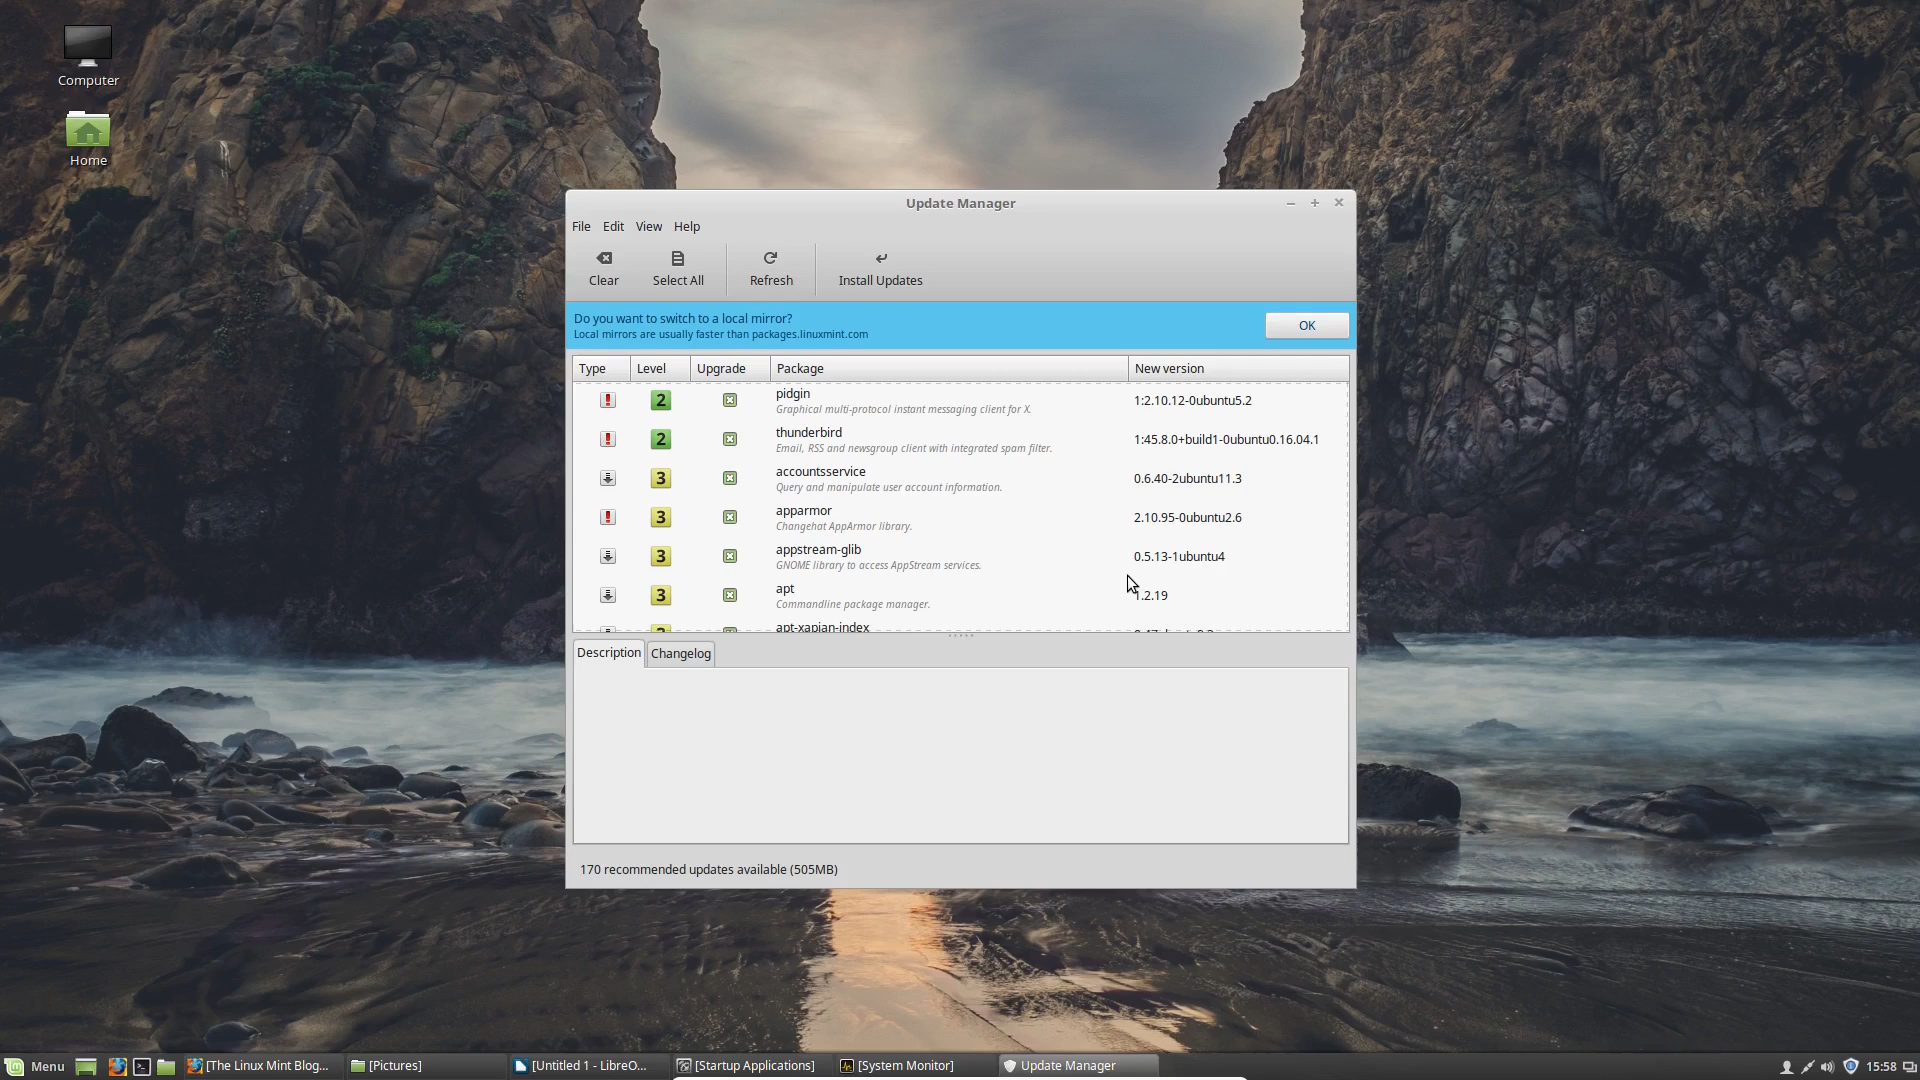 Computer
Home
Update Manager
File Edit View Help
Clear Select All Refresh Install Updates
Do you want to switch to a local mirror?
Local mirrors are usually faster than packages.linuxmint.com
OK
Type Level Upgrade Package New version
2 pidgin 1:2.10.12-0ubuntu5.2
Graphical multi-protocol instant messaging client for X.
2 thunderbird 1:45.8.0+build1-0ubuntu0.16.04.1
Email, RSS and newsgroup client with integrated spam filter.
3 accountsservice 0.6.40-2ubuntu11.3
Query and manipulate user account information.
3 apparmor 2.10.95-0ubuntu2.6
Changehat AppArmor library.
3 appstream-glib 0.5.13-1ubuntu4
GNOME library to access AppStream services.
3 apt 1.2.19
Commandline package manager.
apt-xapian-index
Description Changelog
170 recommended updates available (505MB)
Menu [The Linux Mint Blog... [Pictures] [Untitled 1 - LibreO... [Startup Applications] [System Monitor] Update Manager 15:58